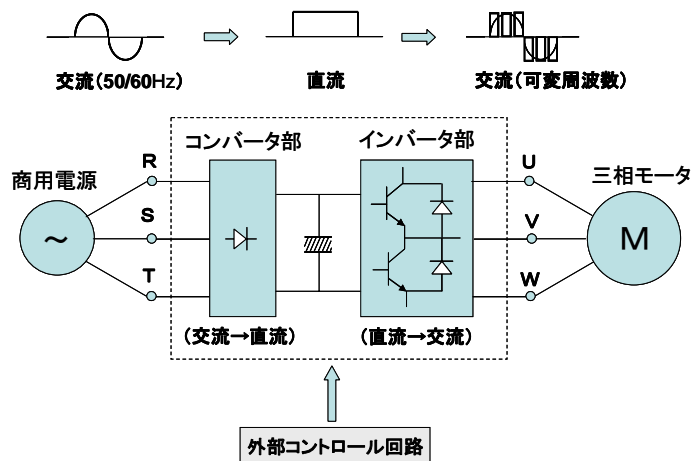 交流(50/60Hz)
直流
交流(可変周波数)
コンバータ部
インバータ部
商用電源
R
S
T
~
U
V
W
三相モータ
M
(交流→直流)
(直流→交流)
外部コントロール回路